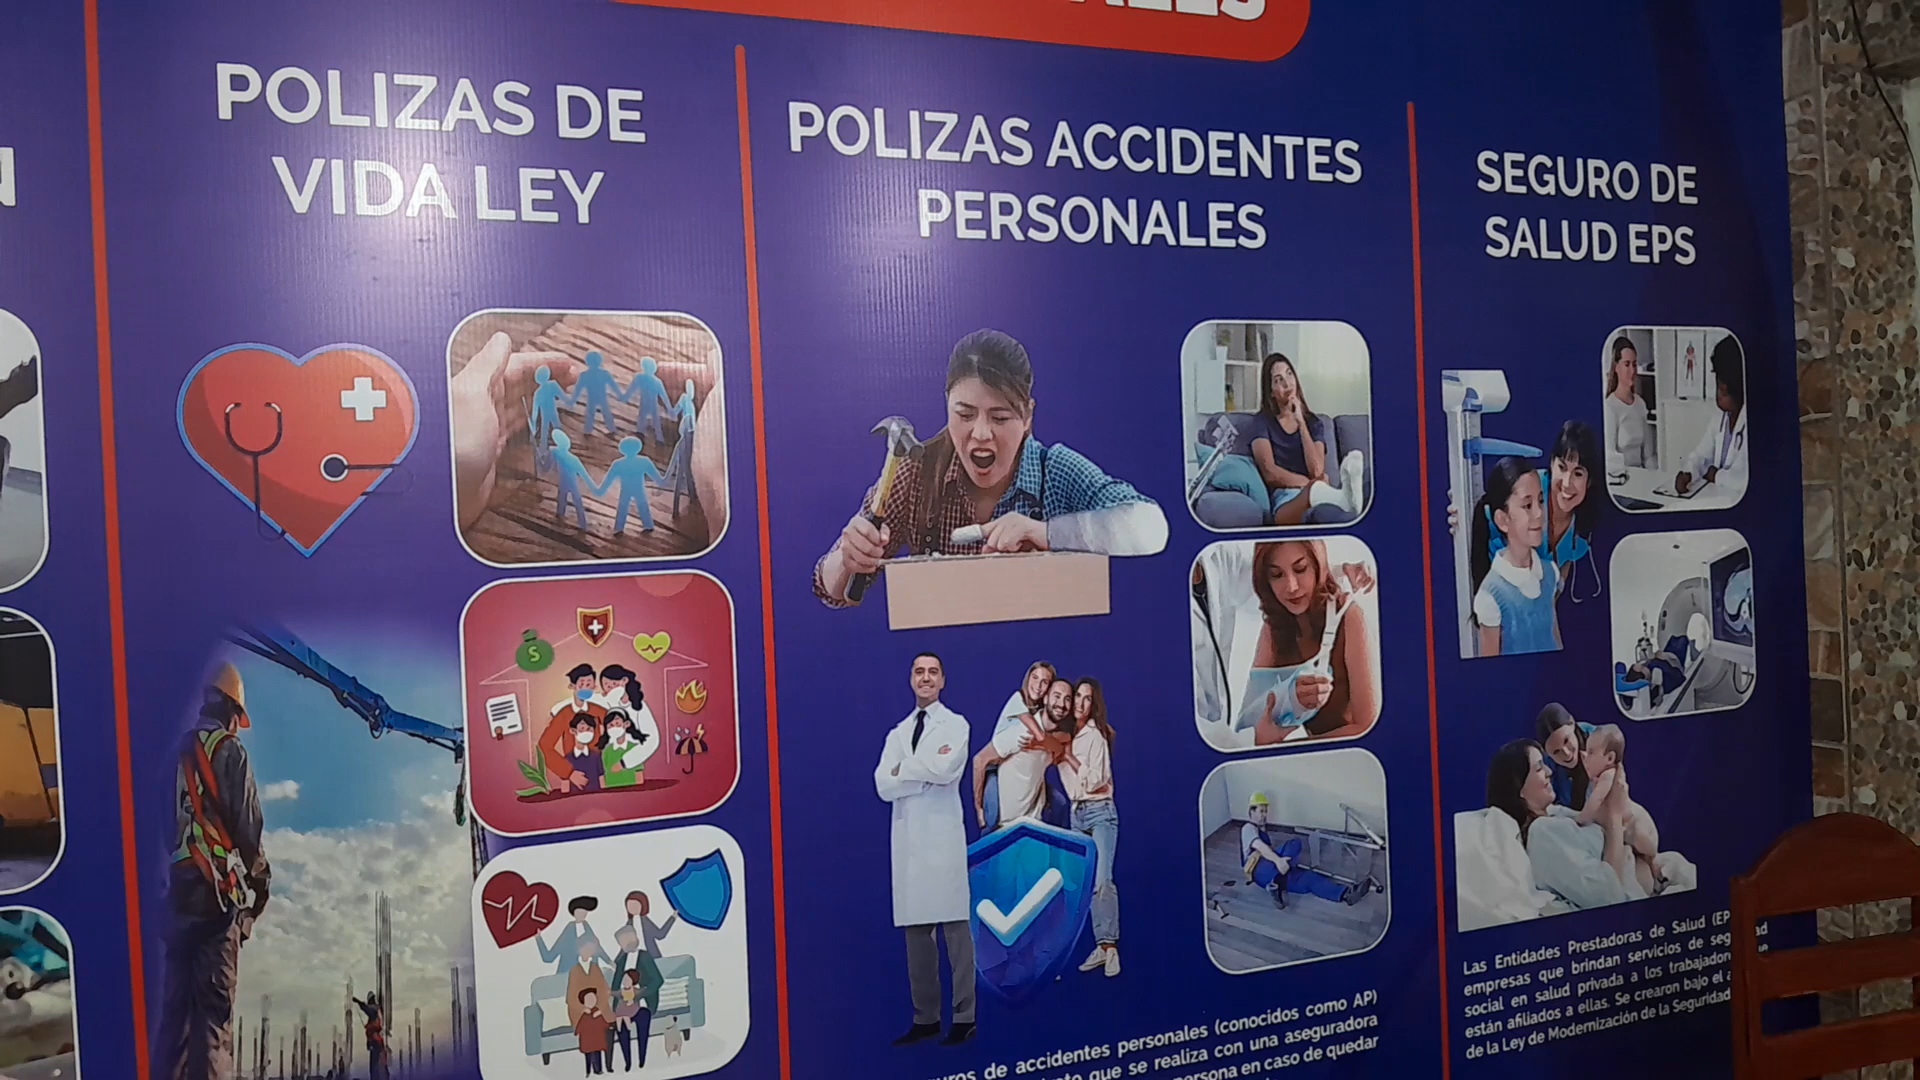 POLIZAS DE
VIDA LEY
POLIZAS ACCIDENTES
PERSONALES
SEGURO DE
SALUD EPS
de accidentes personales (conocidos como AP)
que se realiza con una aseguradora
en caso de quedar
Las Entidades Prestadoras de Salud (EP
empresas que brindan servicios de seg
social en salud privada a los trabajador
están afiliados a ellas. Se crearon bajo el
de la Ley de Modernización de la Seguridad